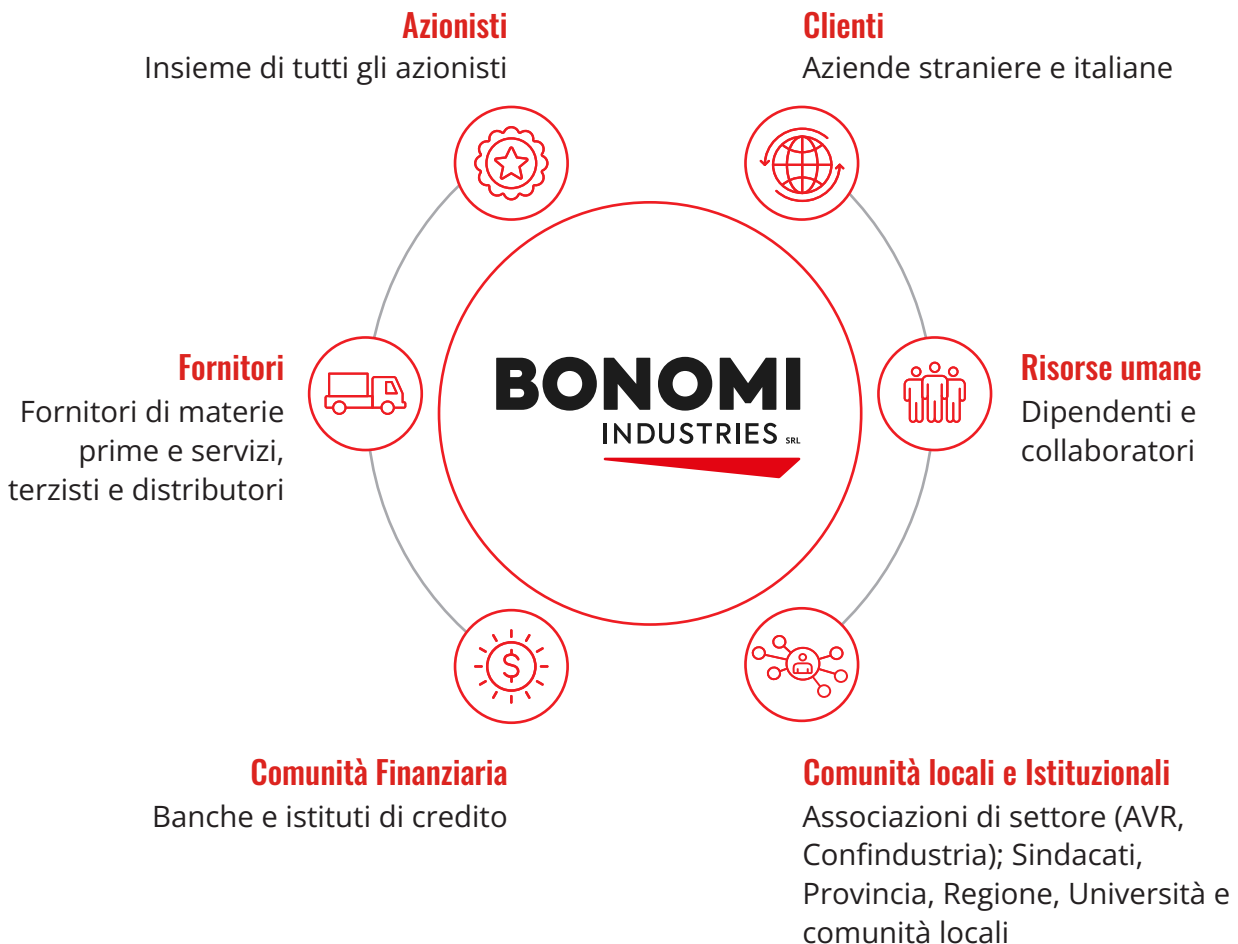 Azionisti
Insieme di tutti gli azionisti
Clienti
Aziende straniere e italiane
Fornitori
Fornitori di materie
prime e servizi,
terzisti e distributori
BONOMI
INDUSTRIES SRL
Risorse umane
Dipendenti e
collaboratori
$
Comunità Finanziaria
Banche e istituti di credito
Comunità locali e Istituzionali
Associazioni di settore (AVR,
Confindustria); Sindacati,
Provincia, Regione, Università e
comunità locali